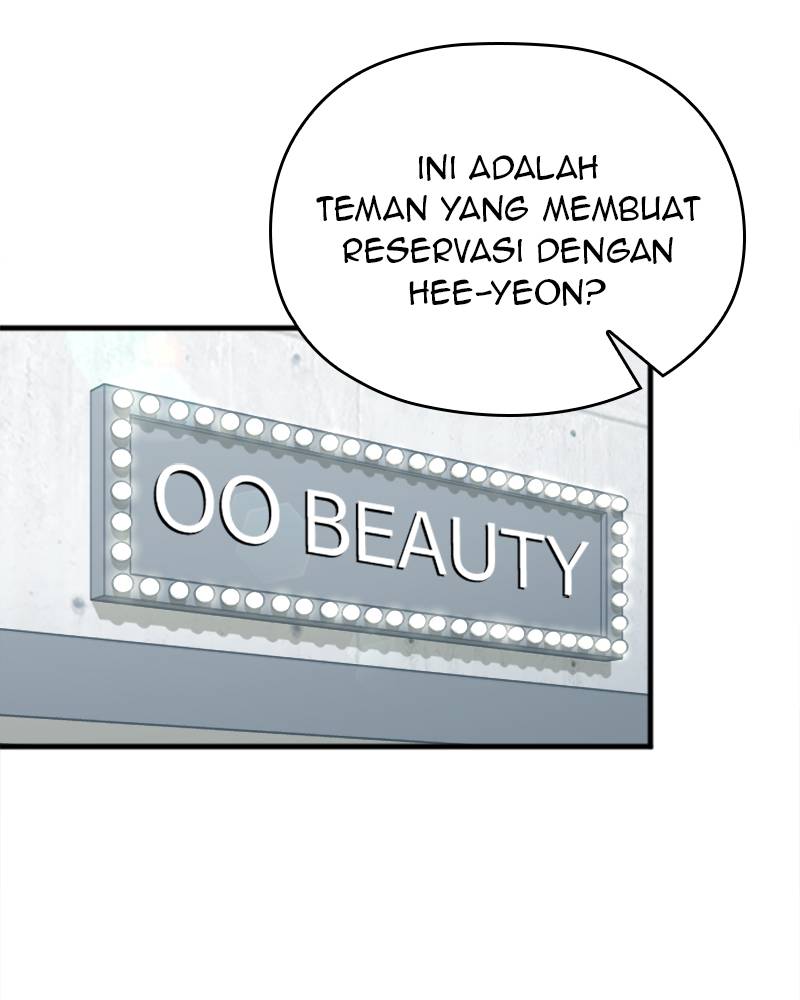 INI ADALAH
TEMAN YANG MEMBUAT
RESERVASI DENGAN
HEE-YEON?
OO BEAUTY